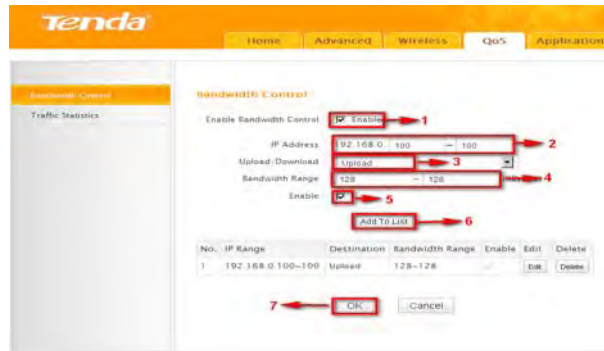 Tenda
Home Advanced Wireless QoS Application
Bandwidth Control
Traffic Statistics
Bandwidth Control
Enable Bandwidth Control Enable 1
IP Address 192.168.0. 100 ~ 100 2
Upload/Download Upload 3
Bandwidth Range 128 ~ 128 4
Enable 5
Add To List 6
No. IP Range Destination Bandwidth Range Enable Edit Delete
1 192.168.0.100~100 Upload 128~128 Edit Delete
7 OK Cancel